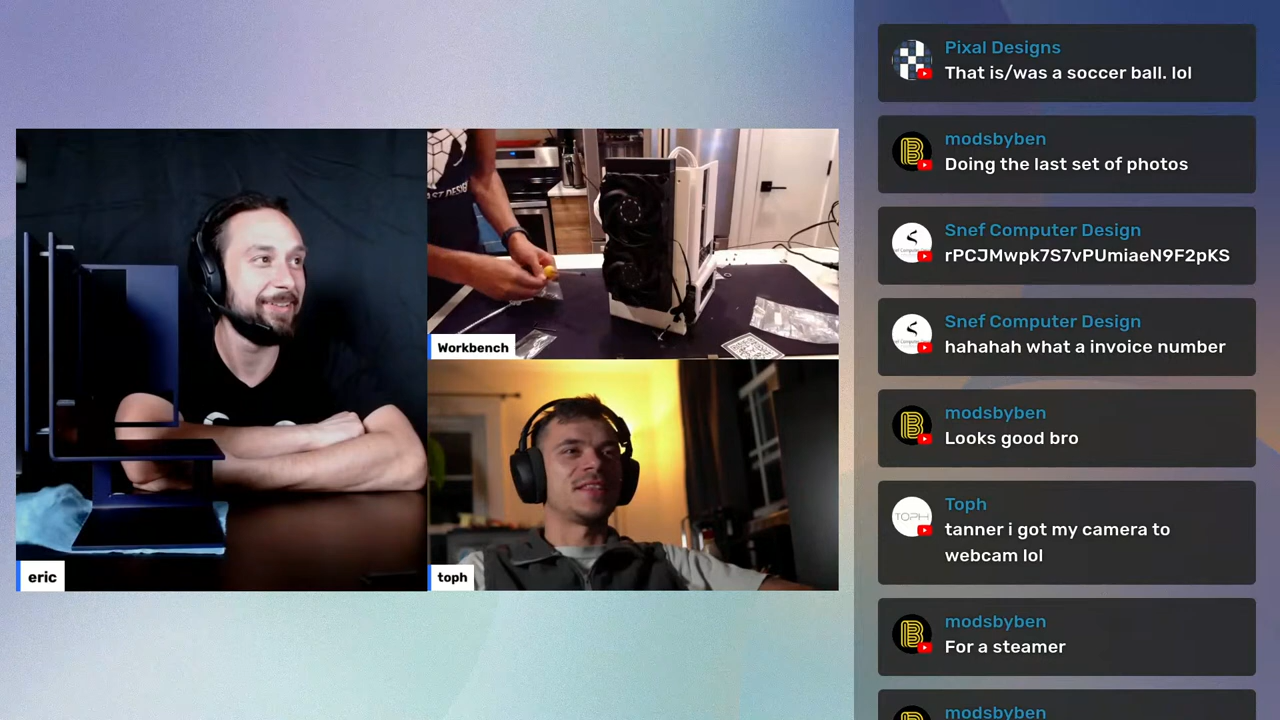 Pixal Designs
That is/was a soccer ball. lol
modsbyben
Doing the last set of photos
Snef Computer Design
rPCJMwpk7S7vPUmiaeN9F2pKS
Snef Computer Design
hahahah what a invoice number
modsbyben
Looks good bro
Toph
tanner i got my camera to
webcam lol
modsbyben
For a steamer
modsbyben
Workbench
eric
toph
TOPH